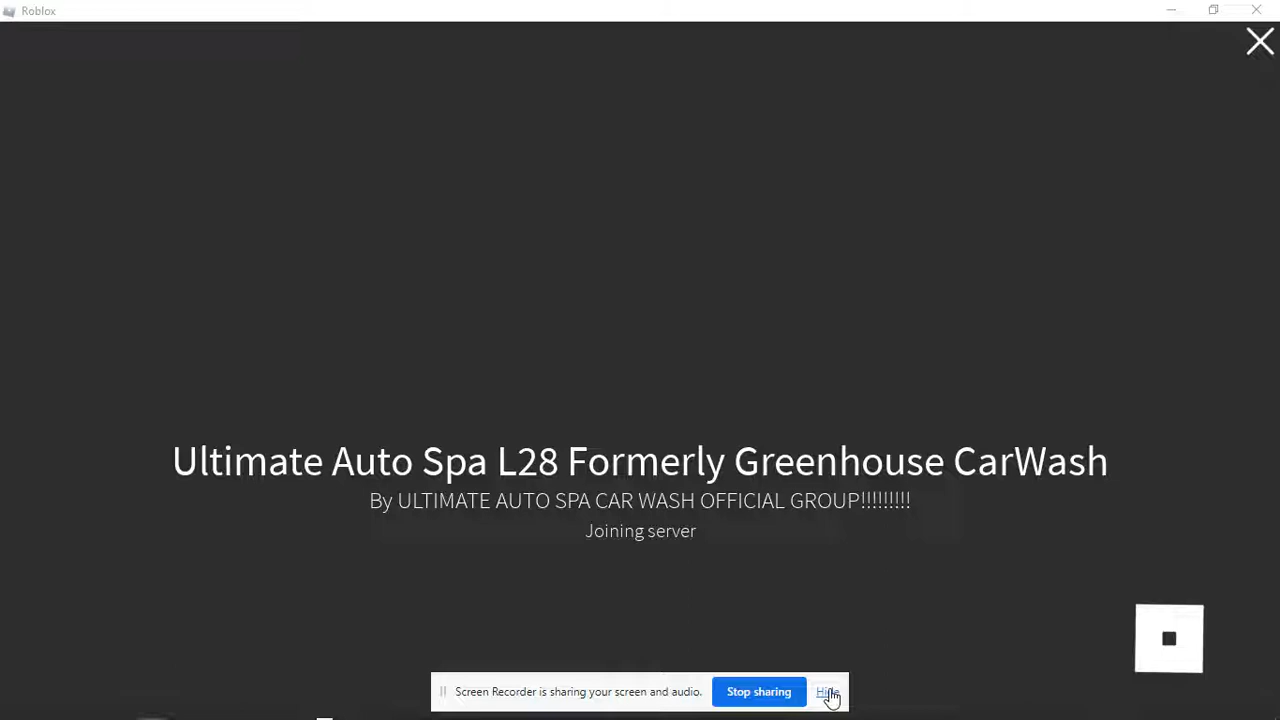 Roblox
Ultimate Auto Spa L28 Formerly Greenhouse CarWash
By ULTIMATE AUTO SPA CAR WASH OFFICIAL GROUP!!!!!!!!!
Joining server
Screen Recorder is sharing your screen and audio. Stop sharing Hide